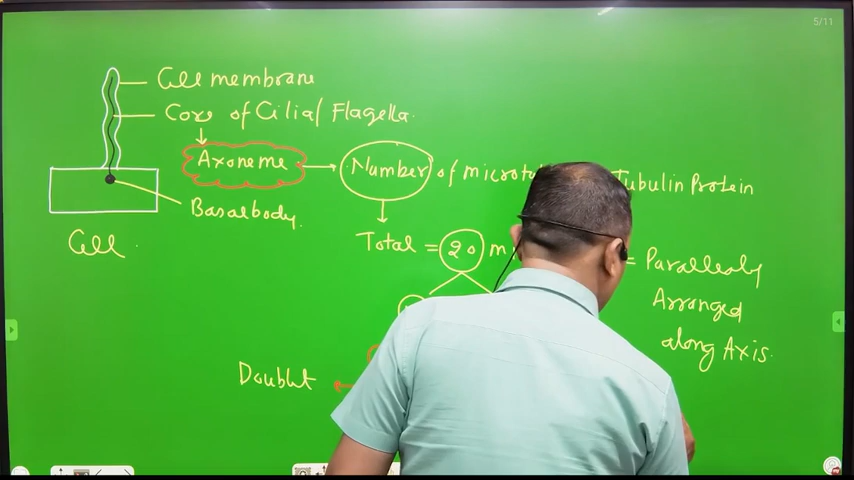 5/11
Cell membrane
Core of Cilia/ Flagella.
Axoneme
Number of microtu
Tubulin Protein
Basalbody.
Cell
Total = 20 m
= Parallealy
Arranged
along Axis.
Doublet